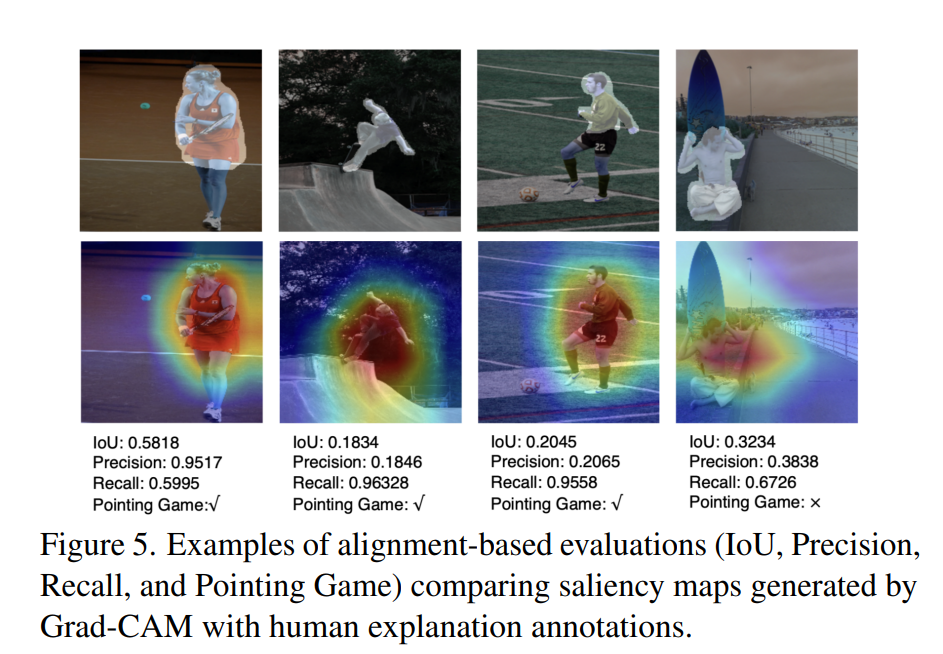 22
22
IoU: 0.5818
Precision: 0.9517
Recall: 0.5995
Pointing Game:√
IoU: 0.1834
Precision: 0.1846
Recall: 0.96328
Pointing Game: √
IoU: 0.2045
Precision: 0.2065
Recall: 0.9558
Pointing Game: √
IoU: 0.3234
Precision: 0.3838
Recall: 0.6726
Pointing Game: ×
Figure 5. Examples of alignment-based evaluations (IoU, Precision,
Recall, and Pointing Game) comparing saliency maps generated by
Grad-CAM with human explanation annotations.